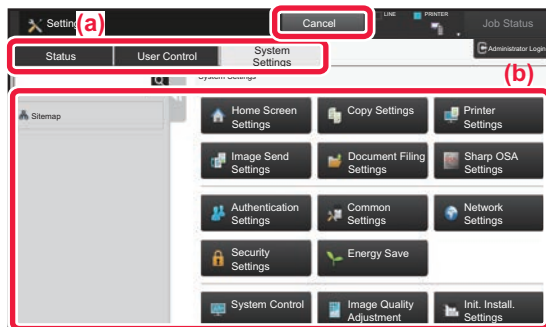 Settin
(a)
Cancel
LINE
PRINTER
Job Status
Status
User Control
System
Settings
Administrator Login
(b)
System Settings
Sitemap
Home Screen
Settings
Copy Settings
Printer
Settings
Image Send
Settings
Document Filing
Settings
Sharp OSA
Settings
Authentication
Settings
Common
Settings
Network
Settings
Security
Settings
Energy Save
System Control
Image Quality
Adjustment
Init. Install.
Settings